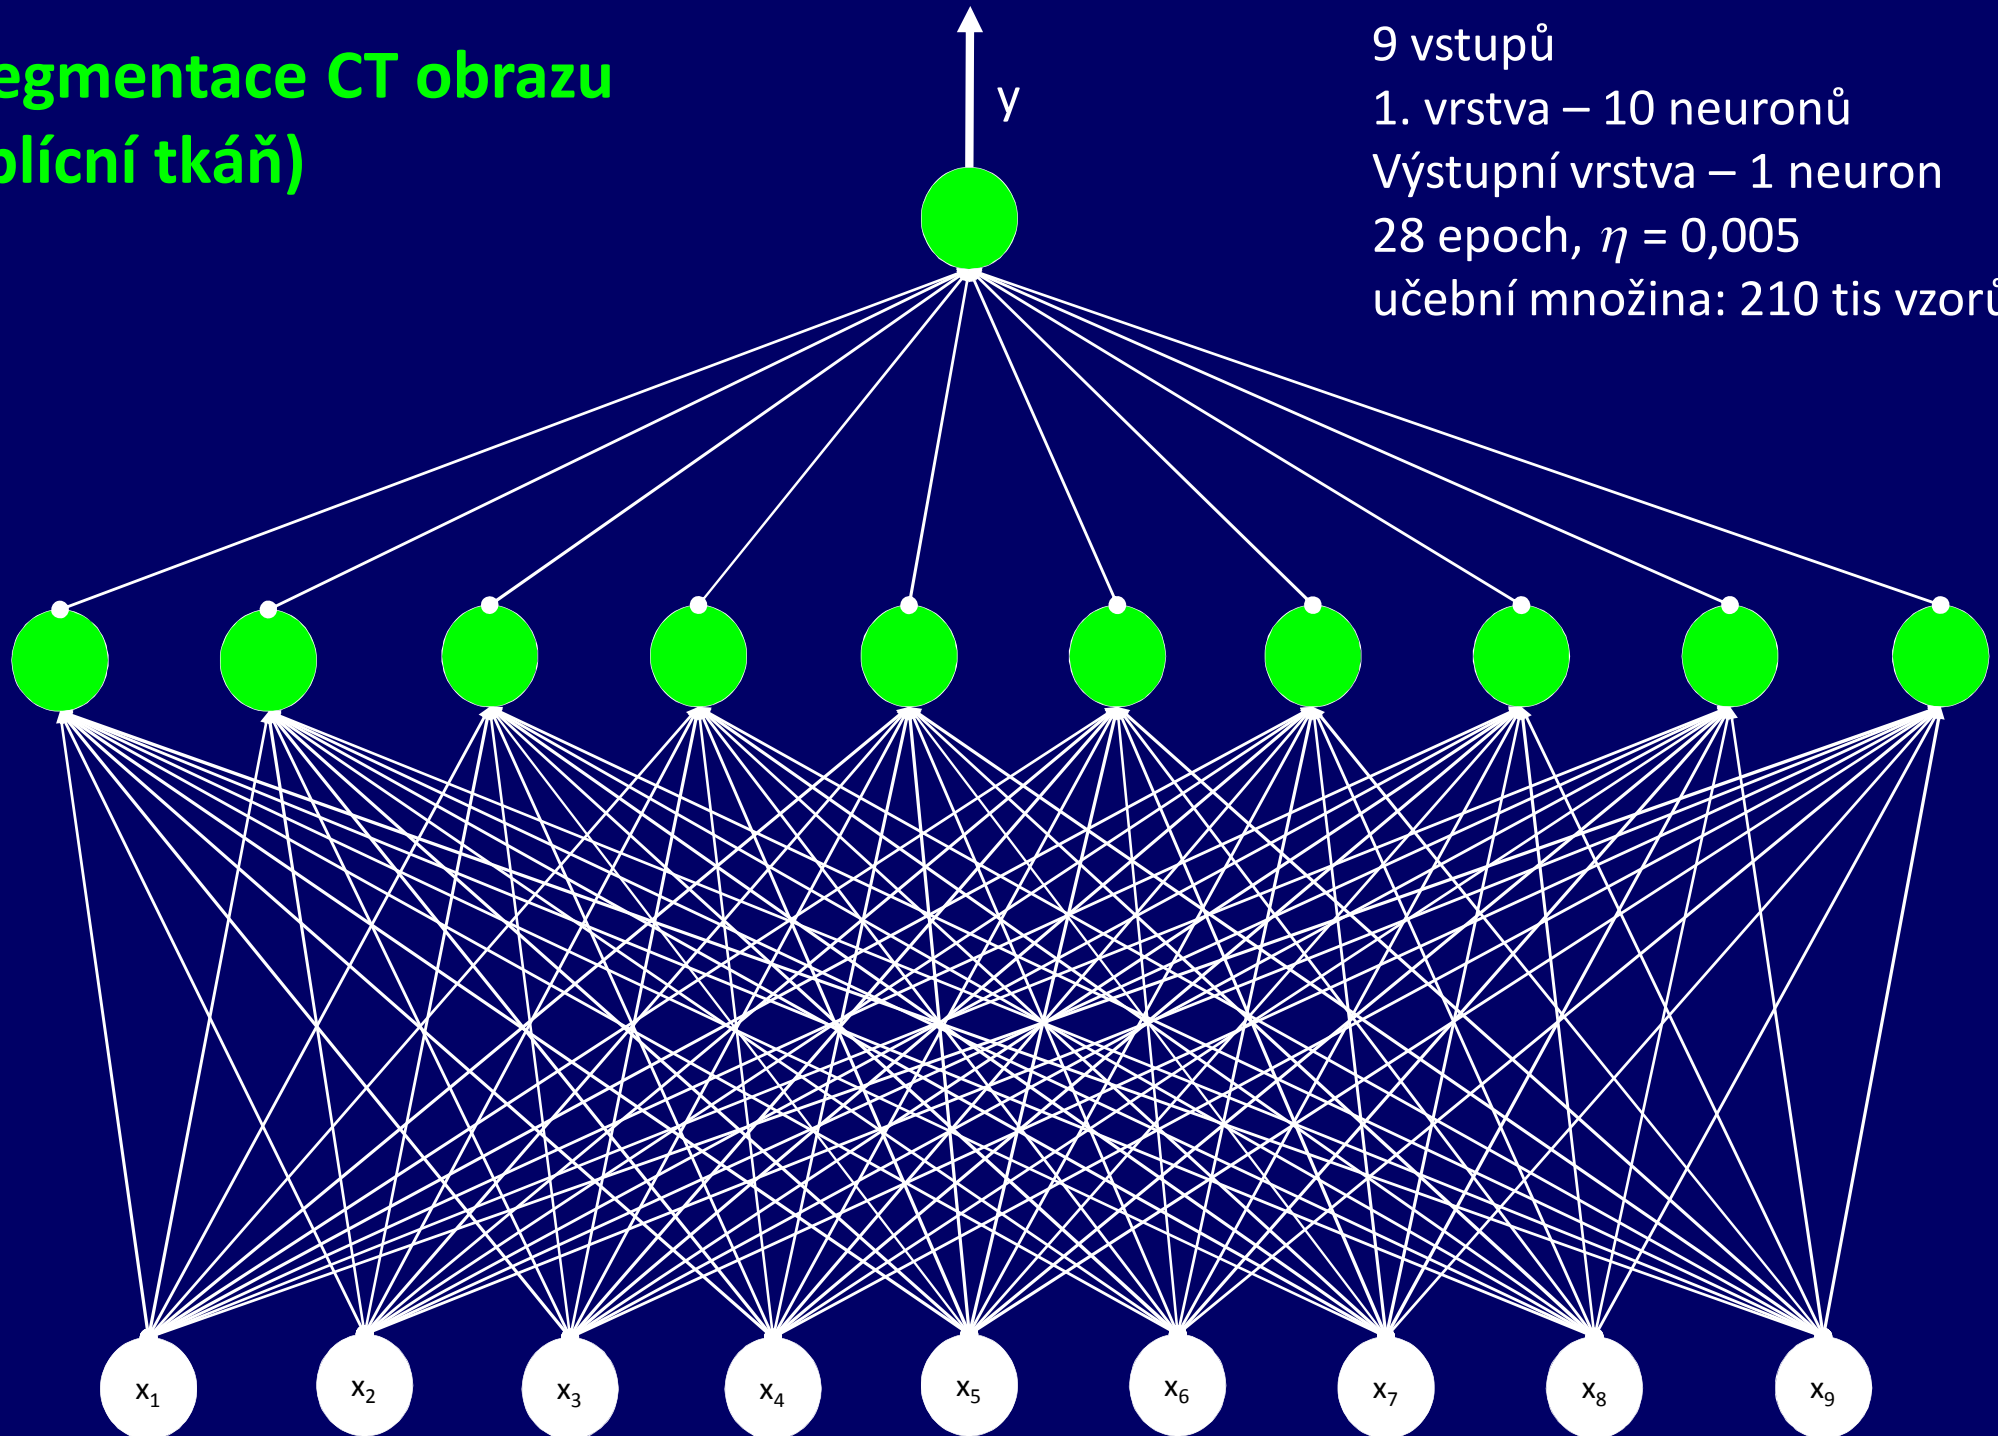 egmentace CT obrazu
plícní tkáň)
y
9 vstupů
1. vrstva – 10 neuronů
Výstupní vrstva – 1 neuron
28 epoch, η = 0,005
učební množina: 210 tis vzorů
x₁ x₂ x₃ x₄ x₅ x₆ x₇ x₈ x₉